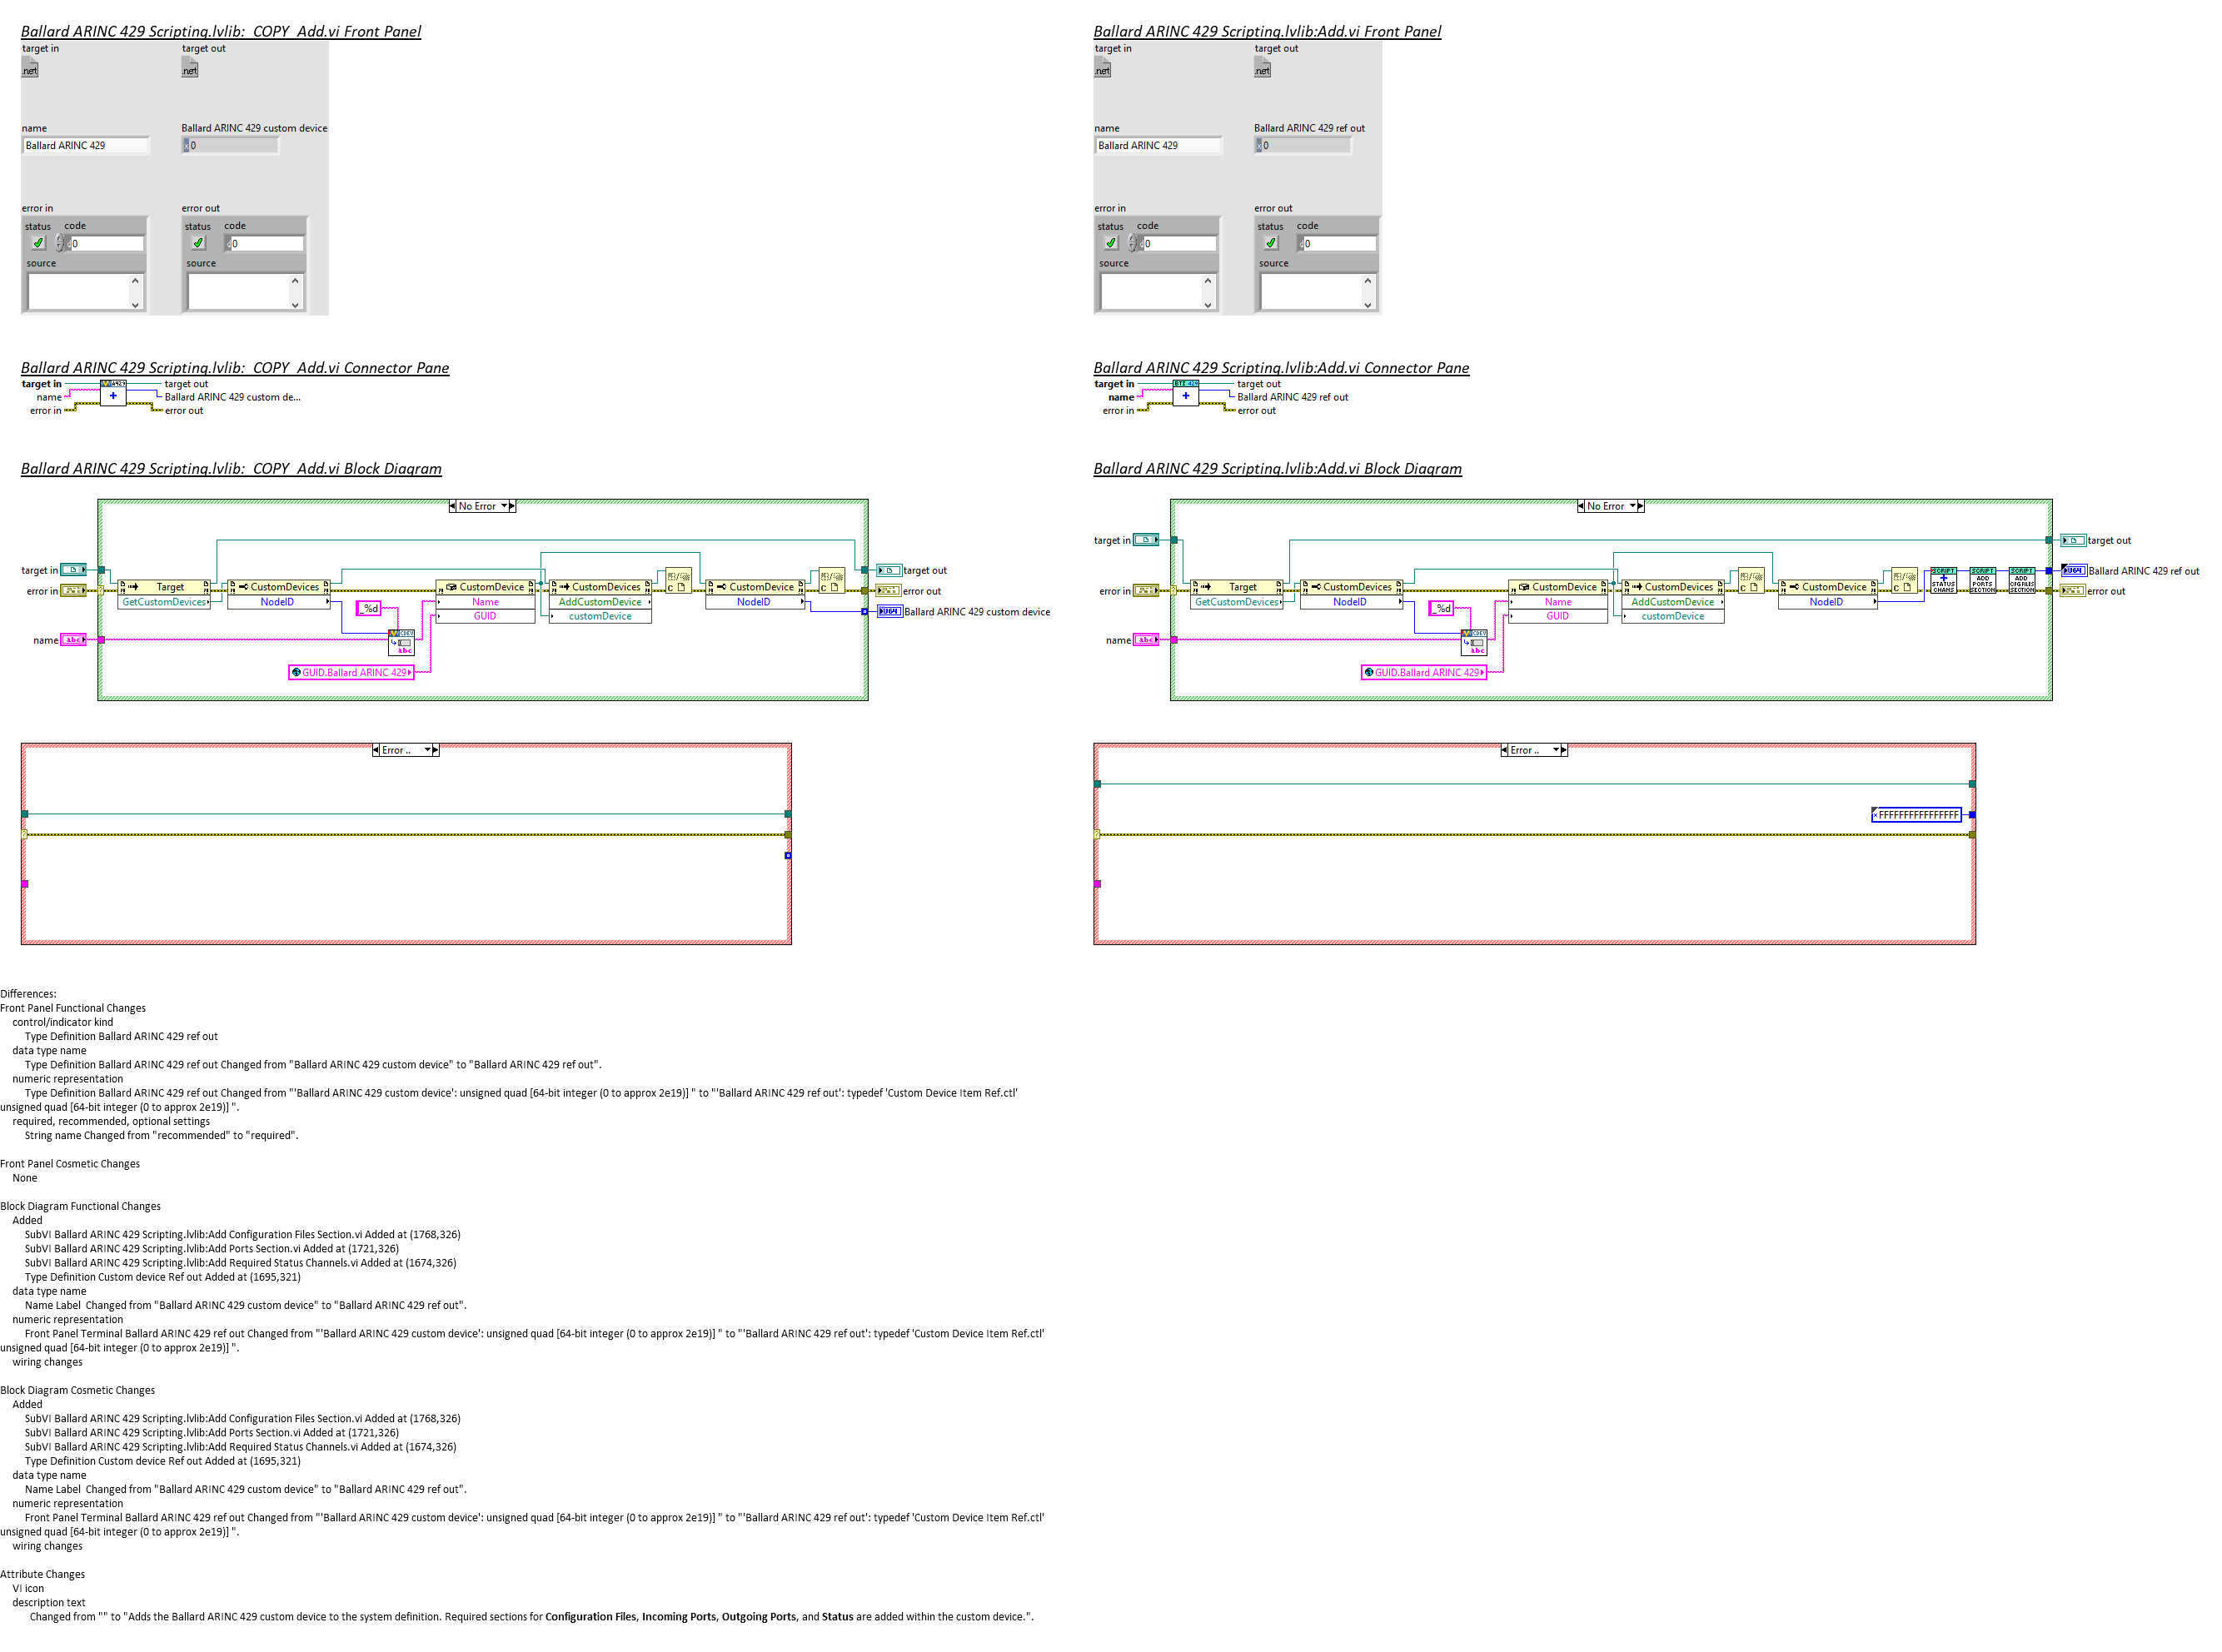 Ballard ARINC 429 Scripting.lvlib:  COPY  Add.vi Front Panel
target in
target out
.net
.net
name
Ballard ARINC 429 custom device
Ballard ARINC 429
x 0
error in
error out
status
code
status
code
d 0
d 0
source
source
Ballard ARINC 429 Scripting.lvlib:  COPY  Add.vi Connector Pane
target in
target out
name
Ballard ARINC 429 custom de...
error in
error out
Ballard ARINC 429 Scripting.lvlib:  COPY  Add.vi Block Diagram
No Error
target in
target out
error in
error out
Target
CustomDevices
CustomDevice
CustomDevices
CustomDevice
GetCustomDevices
NodeID
Name
AddCustomDevice
NodeID
_%d
GUID
customDevice
Ballard ARINC 429 custom device
name
abc
abc
GUID.Ballard ARINC 429
Error ..
Ballard ARINC 429 Scripting.lvlib:Add.vi Front Panel
target in
target out
.net
.net
name
Ballard ARINC 429 ref out
Ballard ARINC 429
x 0
error in
error out
status
code
status
code
d 0
d 0
source
source
Ballard ARINC 429 Scripting.lvlib:Add.vi Connector Pane
target in
target out
name
Ballard ARINC 429 ref out
error in
error out
Ballard ARINC 429 Scripting.lvlib:Add.vi Block Diagram
No Error
target in
target out
Ballard ARINC 429 ref out
error in
error out
Target
CustomDevices
CustomDevice
CustomDevices
CustomDevice
GetCustomDevices
NodeID
Name
AddCustomDevice
NodeID
SCRIPT STATUS CHANS
SCRIPT ADD PORTS SECTION
SCRIPT ADD CFGFILES SECTION
_%d
GUID
customDevice
name
abc
abc
GUID.Ballard ARINC 429
Error ..
xFFFFFFFFFFFFFFFF
Differences:
Front Panel Functional Changes
control/indicator kind
Type Definition Ballard ARINC 429 ref out
data type name
Type Definition Ballard ARINC 429 ref out Changed from "Ballard ARINC 429 custom device" to "Ballard ARINC 429 ref out".
numeric representation
Type Definition Ballard ARINC 429 ref out Changed from "'Ballard ARINC 429 custom device': unsigned quad [64-bit integer (0 to approx 2e19)] " to "'Ballard ARINC 429 ref out': typedef 'Custom Device Item Ref.ctl'
unsigned quad [64-bit integer (0 to approx 2e19)] ".
required, recommended, optional settings
String name Changed from "recommended" to "required".
Front Panel Cosmetic Changes
None
Block Diagram Functional Changes
Added
SubVI Ballard ARINC 429 Scripting.lvlib:Add Configuration Files Section.vi Added at (1768,326)
SubVI Ballard ARINC 429 Scripting.lvlib:Add Ports Section.vi Added at (1721,326)
SubVI Ballard ARINC 429 Scripting.lvlib:Add Required Status Channels.vi Added at (1674,326)
Type Definition Custom device Ref out Added at (1695,321)
data type name
Name Label  Changed from "Ballard ARINC 429 custom device" to "Ballard ARINC 429 ref out".
numeric representation
Front Panel Terminal Ballard ARINC 429 ref out Changed from "'Ballard ARINC 429 custom device': unsigned quad [64-bit integer (0 to approx 2e19)] " to "'Ballard ARINC 429 ref out': typedef 'Custom Device Item Ref.ctl'
unsigned quad [64-bit integer (0 to approx 2e19)] ".
wiring changes
Block Diagram Cosmetic Changes
Added
SubVI Ballard ARINC 429 Scripting.lvlib:Add Configuration Files Section.vi Added at (1768,326)
SubVI Ballard ARINC 429 Scripting.lvlib:Add Ports Section.vi Added at (1721,326)
SubVI Ballard ARINC 429 Scripting.lvlib:Add Required Status Channels.vi Added at (1674,326)
Type Definition Custom device Ref out Added at (1695,321)
data type name
Name Label  Changed from "Ballard ARINC 429 custom device" to "Ballard ARINC 429 ref out".
numeric representation
Front Panel Terminal Ballard ARINC 429 ref out Changed from "'Ballard ARINC 429 custom device': unsigned quad [64-bit integer (0 to approx 2e19)] " to "'Ballard ARINC 429 ref out': typedef 'Custom Device Item Ref.ctl'
unsigned quad [64-bit integer (0 to approx 2e19)] ".
wiring changes
Attribute Changes
VI icon
description text
Changed from "" to "Adds the Ballard ARINC 429 custom device to the system definition. Required sections for Configuration Files, Incoming Ports, Outgoing Ports, and Status are added within the custom device.".